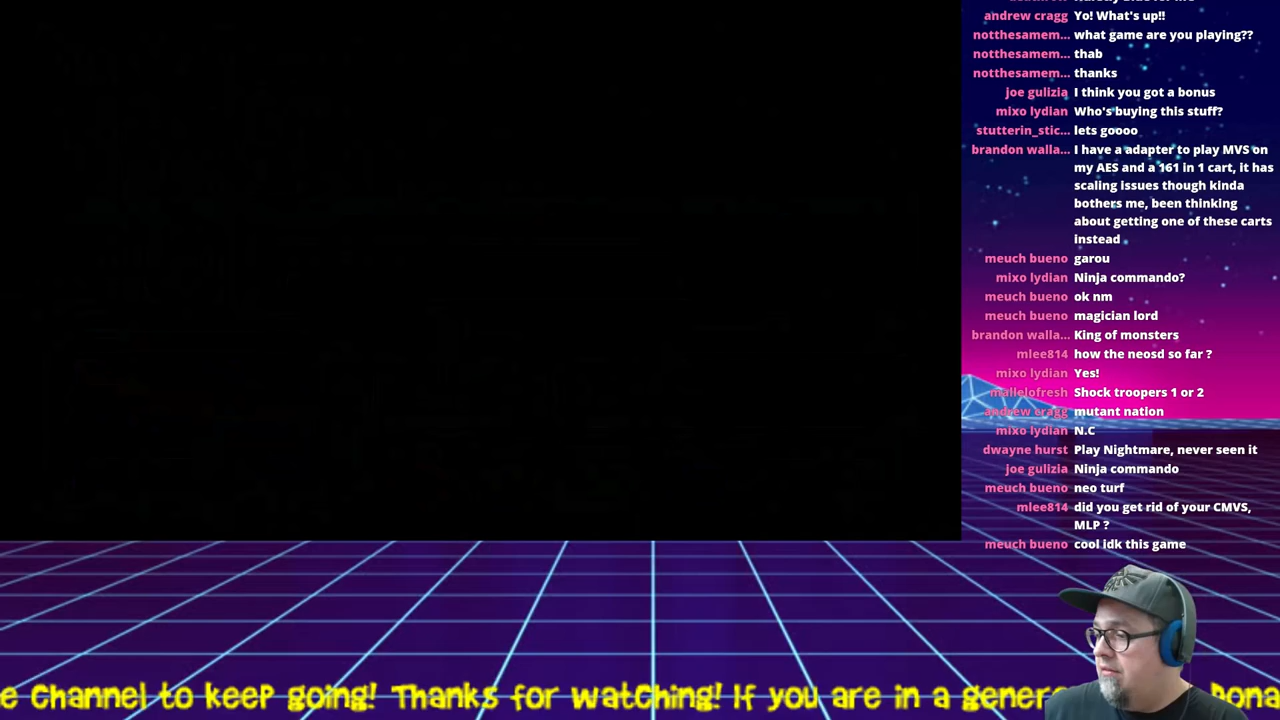 andrew cragg Yo! What's up!!
notthesamem... what game are you playing??
notthesamem... thab
notthesamem... thanks
joe gulizia I think you got a bonus
mixo lydian Who's buying this stuff?
stutterin_stic... lets goooo
brandon walla... I have a adapter to play MVS on
my AES and a 161 in 1 cart, it has
scaling issues though kinda
bothers me, been thinking
about getting one of these carts
instead
meuch bueno garou
mixo lydian Ninja commando?
meuch bueno ok nm
meuch bueno magician lord
brandon walla... King of monsters
mlee814 how the neosd so far ?
mixo lydian Yes!
mallelofresh Shock troopers 1 or 2
andrew cragg mutant nation
mixo lydian N.C
dwayne hurst Play Nightmare, never seen it
joe gulizia Ninja commando
meuch bueno neo turf
mlee814 did you get rid of your CMVS,
MLP ?
meuch bueno cool idk this game
e Channel to keep going! Thanks for watching! If you are in a gener Dona